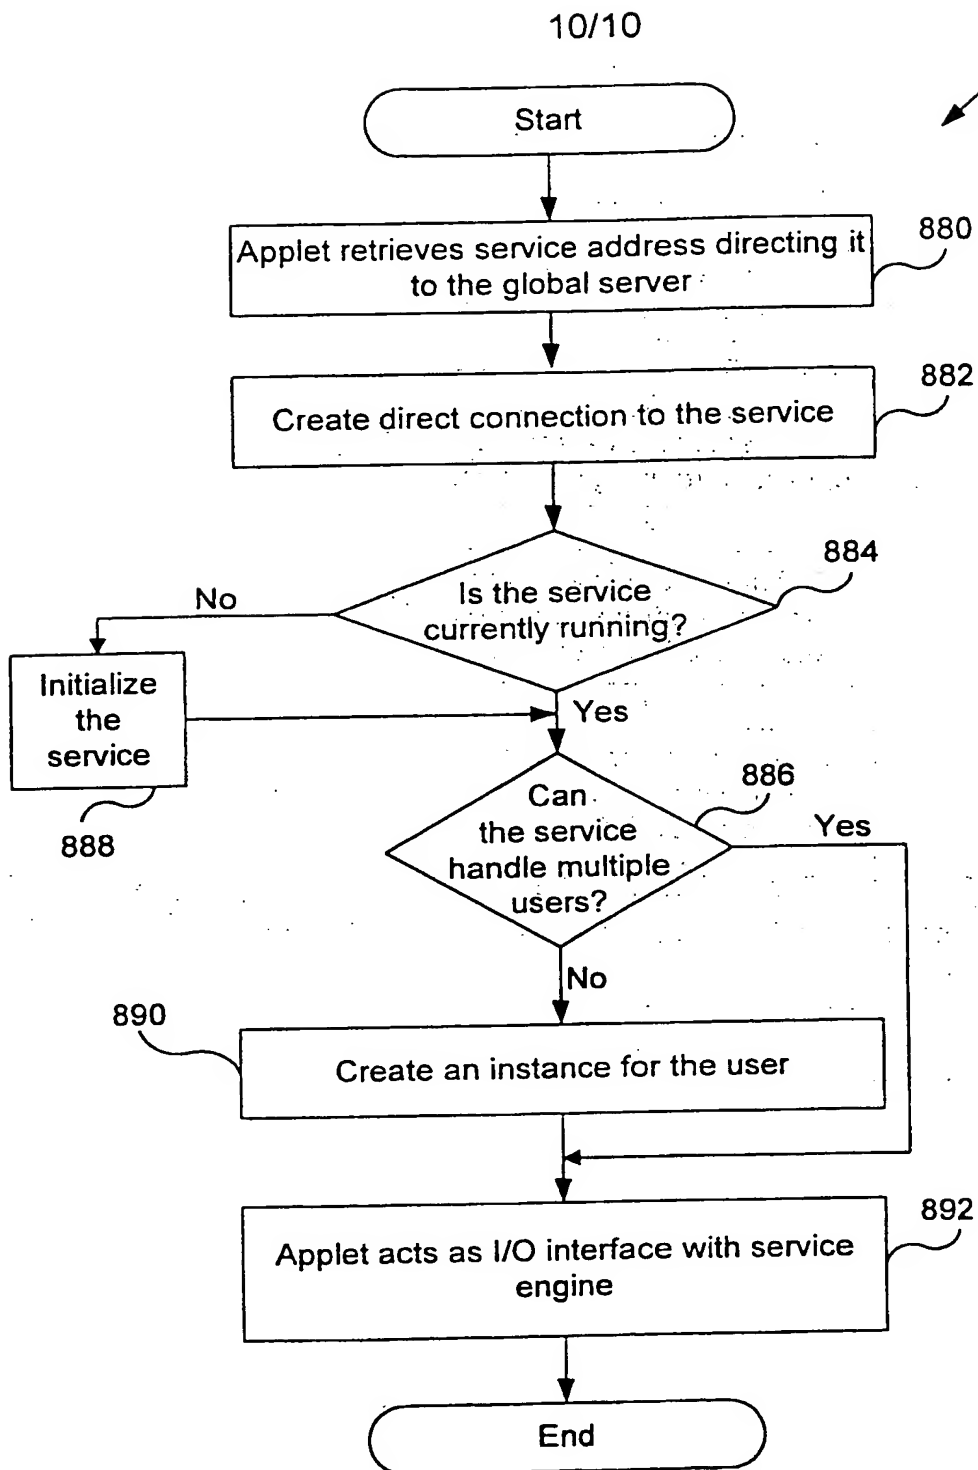 10/10
Start
Applet retrieves service address directing it
to the global server
880
Create direct connection to the service
882
Is the service
currently running?
884
No
Initialize
the
service
888
Yes
Can
the service
handle multiple
users?
886
Yes
No
890
Create an instance for the user
Applet acts as I/O interface with service
engine
892
End